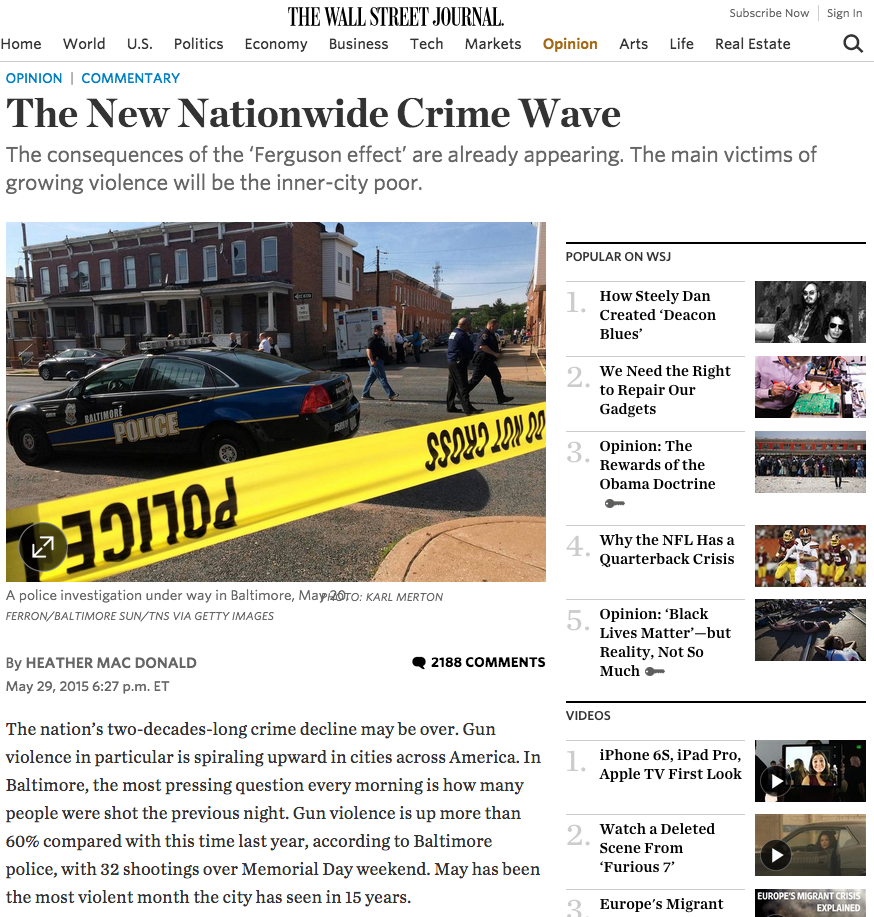 THE WALL STREET JOURNAL.
Subscribe Now | Sign In
Home World U.S. Politics Economy Business Tech Markets Opinion Arts Life Real Estate
OPINION | COMMENTARY
The New Nationwide Crime Wave
The consequences of the ‘Ferguson effect’ are already appearing. The main victims of
growing violence will be the inner-city poor.
BALTIMORE
POLICE
POLICE
DO NOT CROSS
A police investigation under way in Baltimore, May 20. PHOTO: KARL MERTON
FERRON/BALTIMORE SUN/TNS VIA GETTY IMAGES
By HEATHER MAC DONALD
2188 COMMENTS
May 29, 2015 6:27 p.m. ET
The nation’s two-decades-long crime decline may be over. Gun
violence in particular is spiraling upward in cities across America. In
Baltimore, the most pressing question every morning is how many
people were shot the previous night. Gun violence is up more than
60% compared with this time last year, according to Baltimore
police, with 32 shootings over Memorial Day weekend. May has been
the most violent month the city has seen in 15 years.
POPULAR ON WSJ
1. How Steely Dan
Created ‘Deacon
Blues’
2. We Need the Right
to Repair Our
Gadgets
3. Opinion: The
Rewards of the
Obama Doctrine
4. Why the NFL Has a
Quarterback Crisis
5. Opinion: ‘Black
Lives Matter’—but
Reality, Not So
Much
VIDEOS
1. iPhone 6S, iPad Pro,
Apple TV First Look
2. Watch a Deleted
Scene From
‘Furious 7’
3. Europe's Migrant
EUROPE'S MIGRANT CRISIS
EXPLAINED